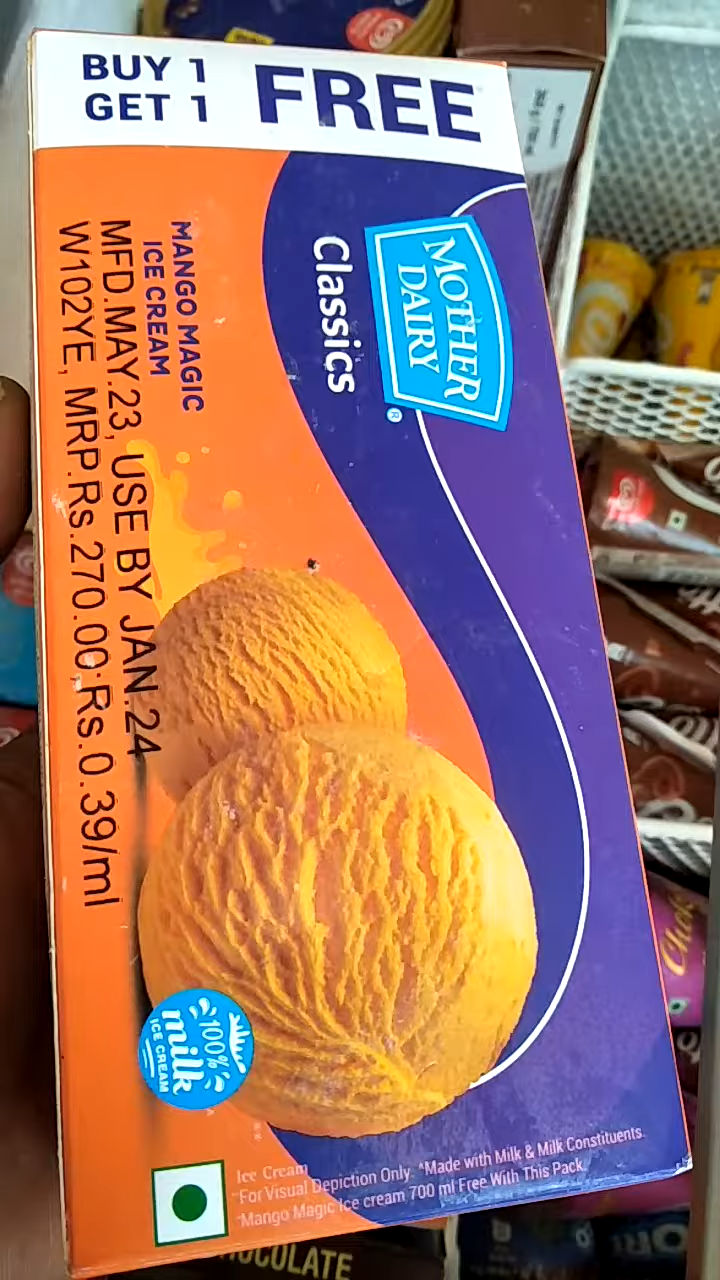 BUY 1
GET 1
FREE
MOTHER
DAIRY
®
Classics
MANGO MAGIC
ICE CREAM
MFD.MAY.23, USE BY JAN.24
W102YE, MRP.Rs.270.00;Rs.0.39/ml
100%
milk
ICE CREAM
Ice Cream
*For Visual Depiction Only. *Made with Milk & Milk Constituents.
*Mango Magic Ice cream 700 ml Free With This Pack